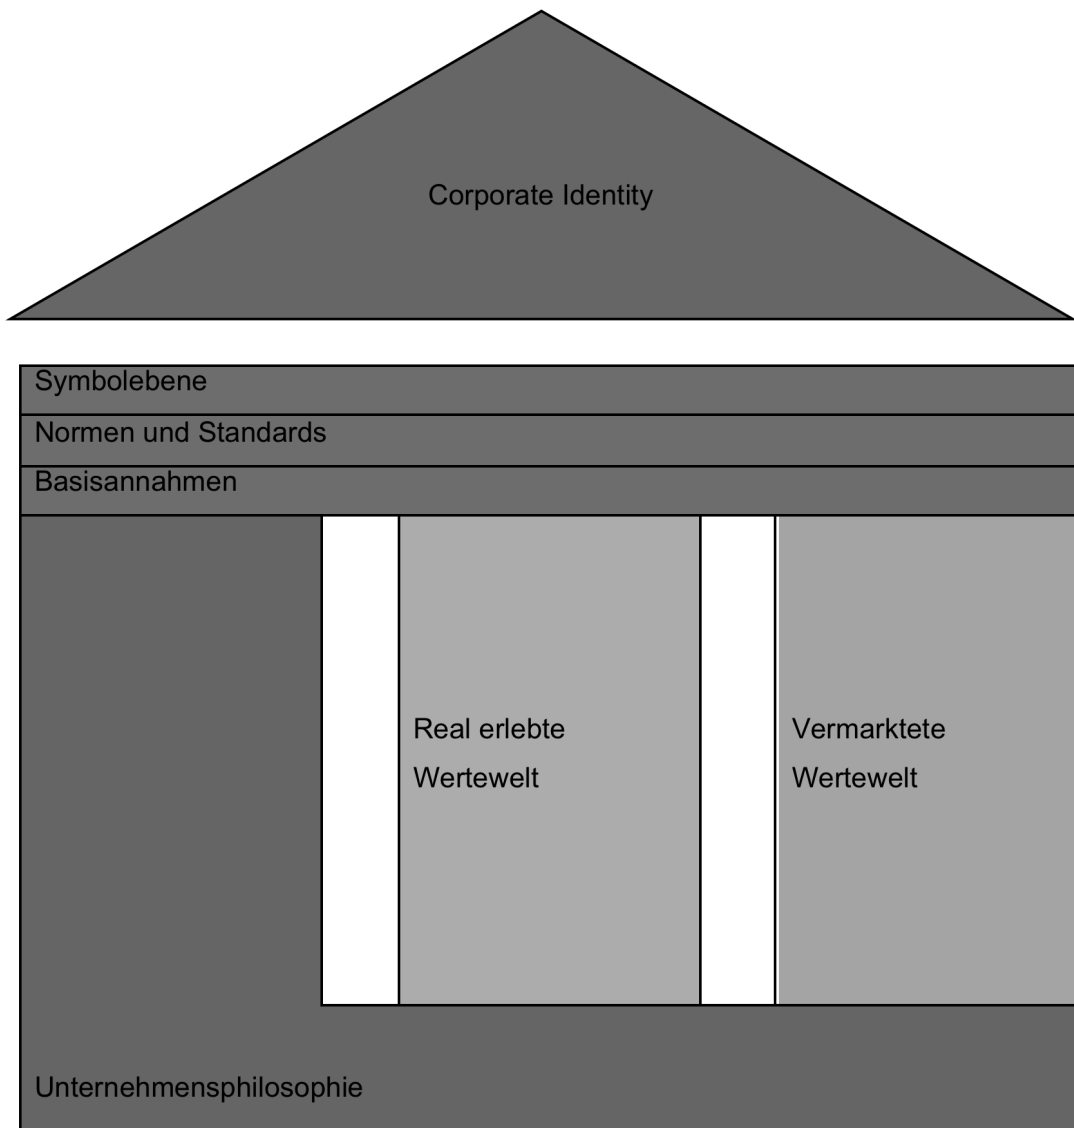 Corporate Identity
Symbolebene
Normen und Standards
Basisannahmen
Real erlebte
Wertewelt
Vermarktete
Wertewelt
Unternehmensphilosophie